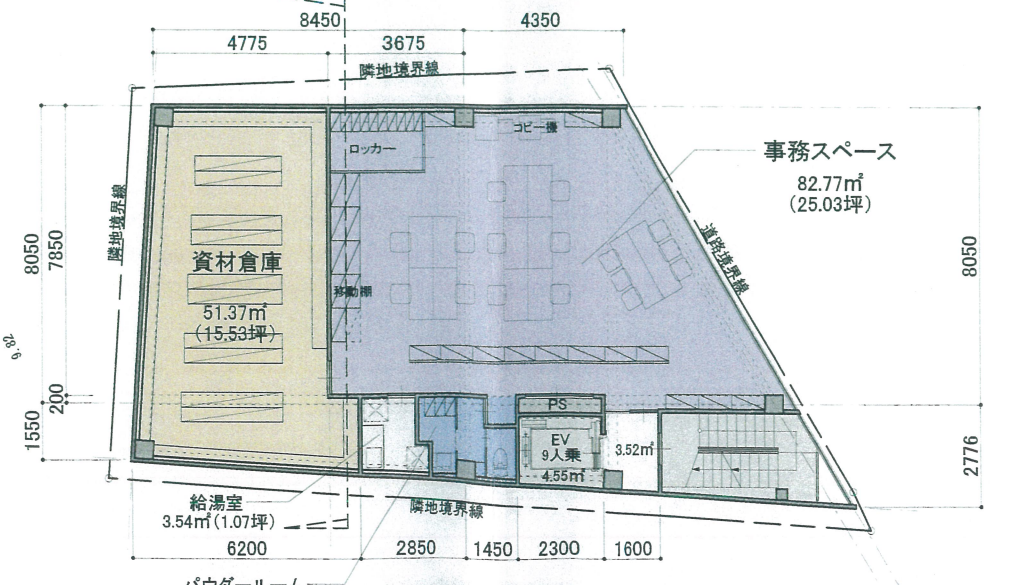 8450
4350
4775
3675
隣地境界線
コピー機
ロッカー
事務スペース
82.77㎡
(25.03坪)
隣地境界線
道路境界線
8050
7850
8050
資材倉庫
51.37㎡
(15.53坪)
移動棚
9.82
200
1550
PS
EV
9人乗
4.55㎡
3.52㎡
2776
給湯室
3.54㎡(1.07坪)
隣地境界線
6200
2850
1450
2300
1600